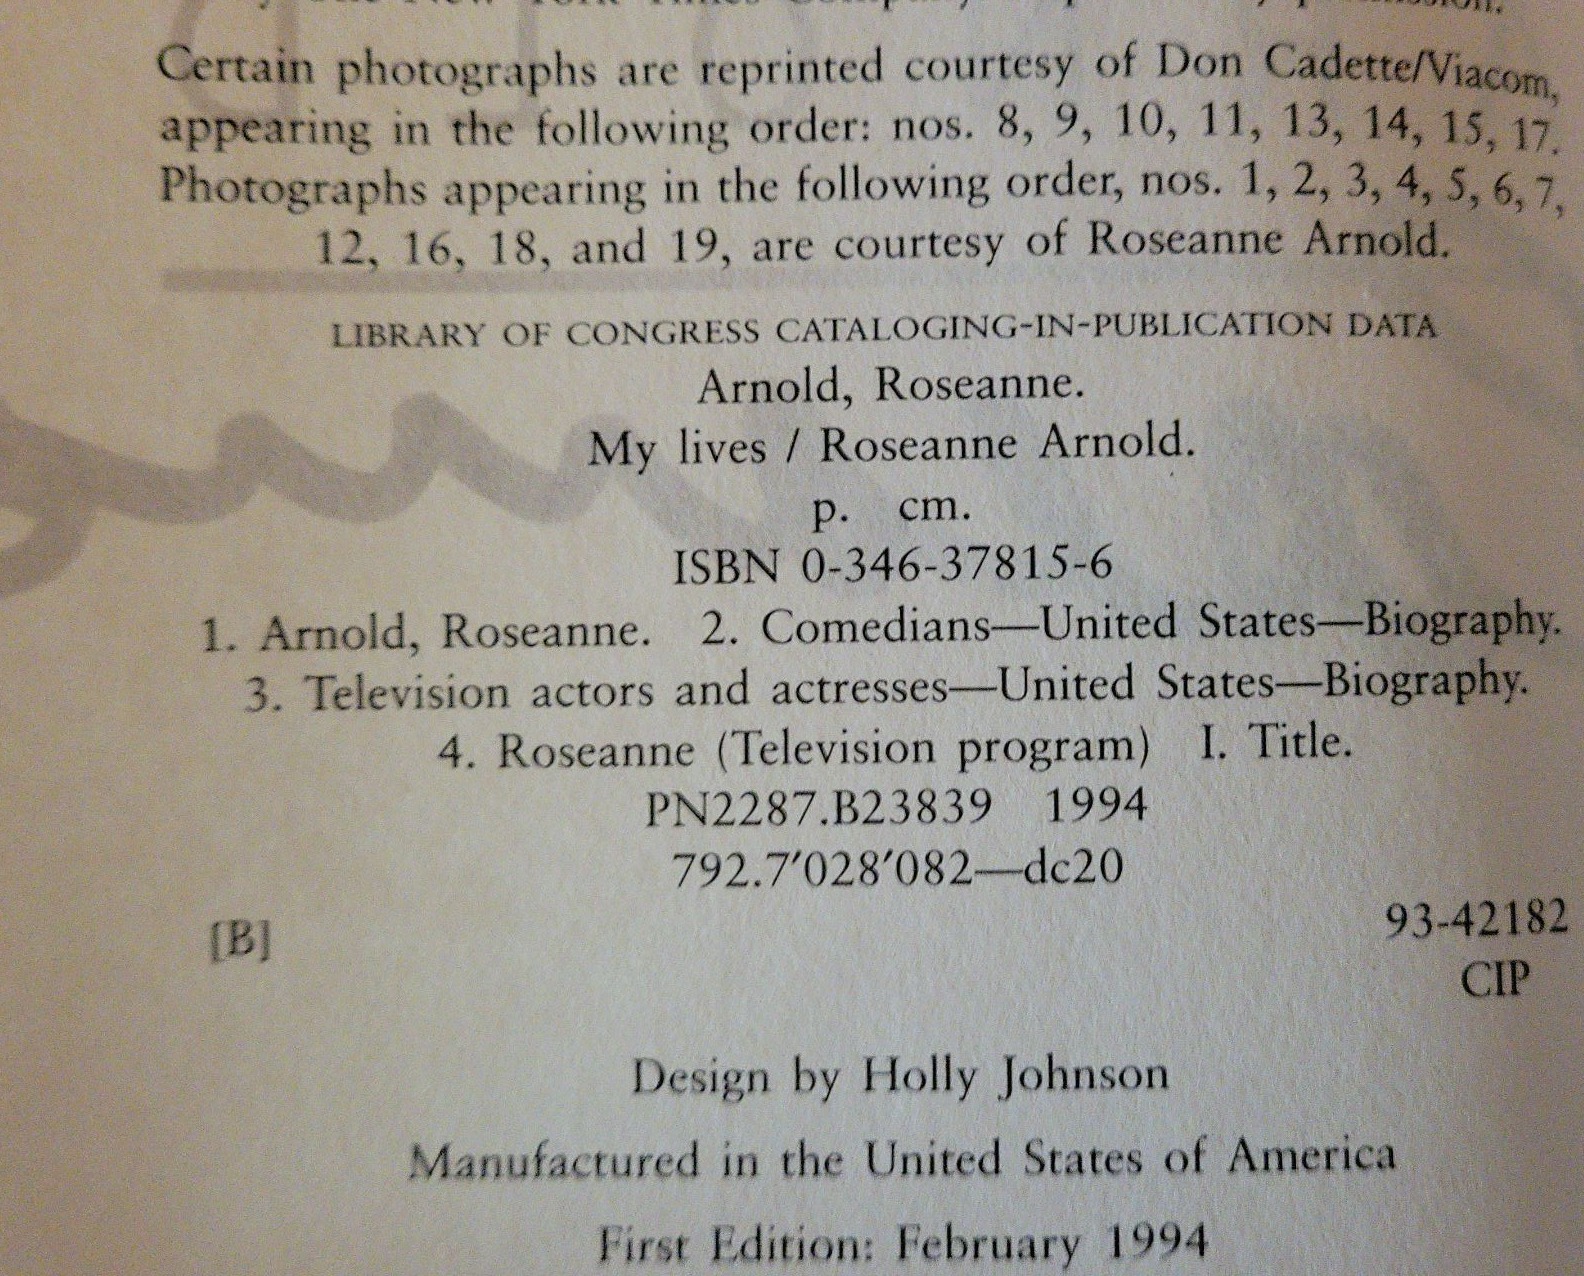 The New York Times Company
Certain photographs are reprinted courtesy of Don Cadette/Viacom,
appearing in the following order: nos. 8, 9, 10, 11, 13, 14, 15, 17.
Photographs appearing in the following order, nos. 1, 2, 3, 4, 5, 6, 7,
12, 16, 18, and 19, are courtesy of Roseanne Arnold.
LIBRARY OF CONGRESS CATALOGING-IN-PUBLICATION DATA
Arnold, Roseanne.
My lives / Roseanne Arnold.
p. cm.
ISBN 0-346-37815-6
1. Arnold, Roseanne. 2. Comedians—United States—Biography.
3. Television actors and actresses—United States—Biography.
4. Roseanne (Television program) I. Title.
PN2287.B23839 1994
792.7′028′082—dc20
[B]
93-42182
CIP
Design by Holly Johnson
Manufactured in the United States of America
First Edition: February 1994